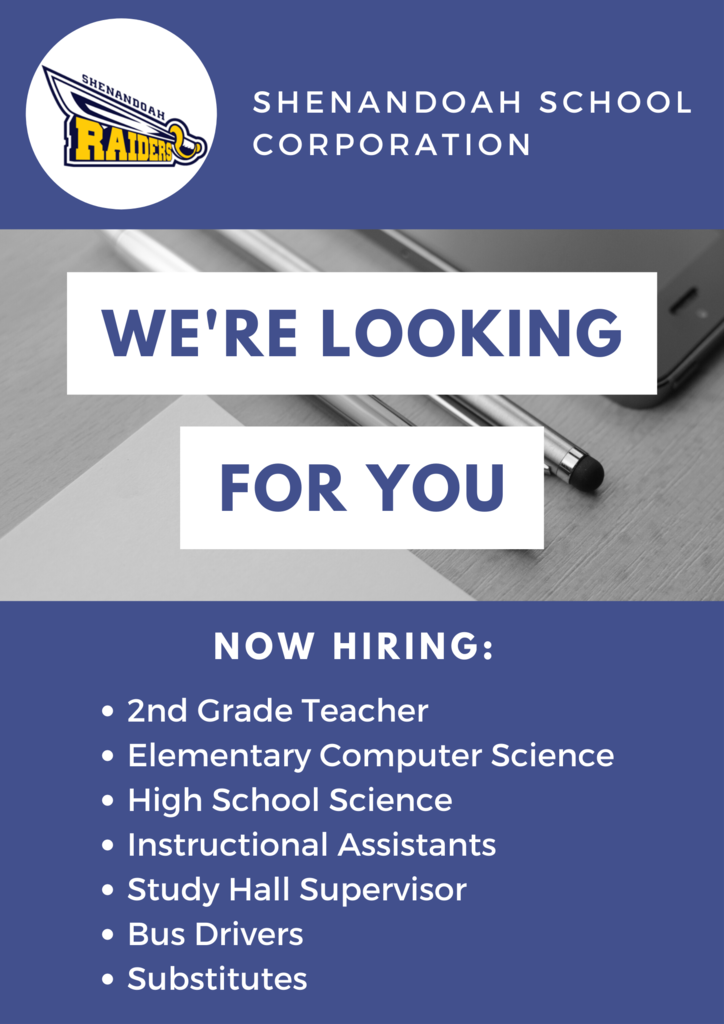 SHENANDOAH
RAIDERS
SHENANDOAH SCHOOL
CORPORATION
WE'RE LOOKING
FOR YOU
NOW HIRING:
• 2nd Grade Teacher
• Elementary Computer Science
• High School Science
• Instructional Assistants
• Study Hall Supervisor
• Bus Drivers
• Substitutes